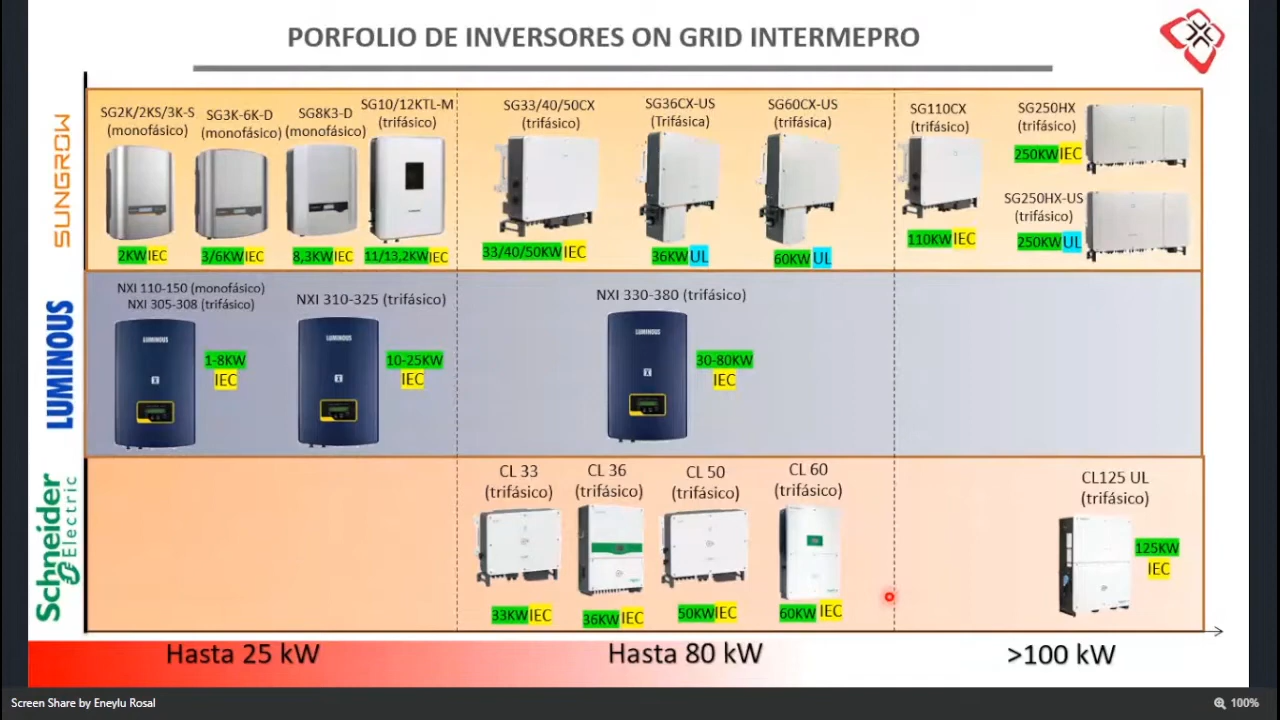 PORFOLIO DE INVERSORES ON GRID INTERMEPRO
SUNGROW
SG2K/2KS/3K-S
(monofásico)
2KW IEC
SG3K-6K-D
(monofásico)
3/6KW IEC
SG8K3-D
(monofásico)
8,3KW IEC
SG10/12KTL-M
(trifásico)
11/13,2KW IEC
SG33/40/50CX
(trifásico)
33/40/50KW IEC
SG36CX-US
(Trifásica)
36KW UL
SG60CX-US
(trifásica)
60KW UL
SG110CX
(trifásico)
110KW IEC
SG250HX
(trifásico)
250KW IEC
SG250HX-US
(trifásico)
250KW UL
LUMINOUS
NXI 110-150 (monofásico)
NXI 305-308 (trifásico)
LUMINOUS
1-8KW
IEC
NXI 310-325 (trifásico)
LUMINOUS
10-25KW
IEC
NXI 330-380 (trifásico)
LUMINOUS
30-80KW
IEC
Schneider
Electric
CL 33
(trifásico)
33KW IEC
CL 36
(trifásico)
36KW IEC
CL 50
(trifásico)
50KW IEC
CL 60
(trifásico)
60KW IEC
CL125 UL
(trifásico)
125KW
IEC
Hasta 25 kW
Hasta 80 kW
>100 kW
Screen Share by Eneylu Rosal
100%